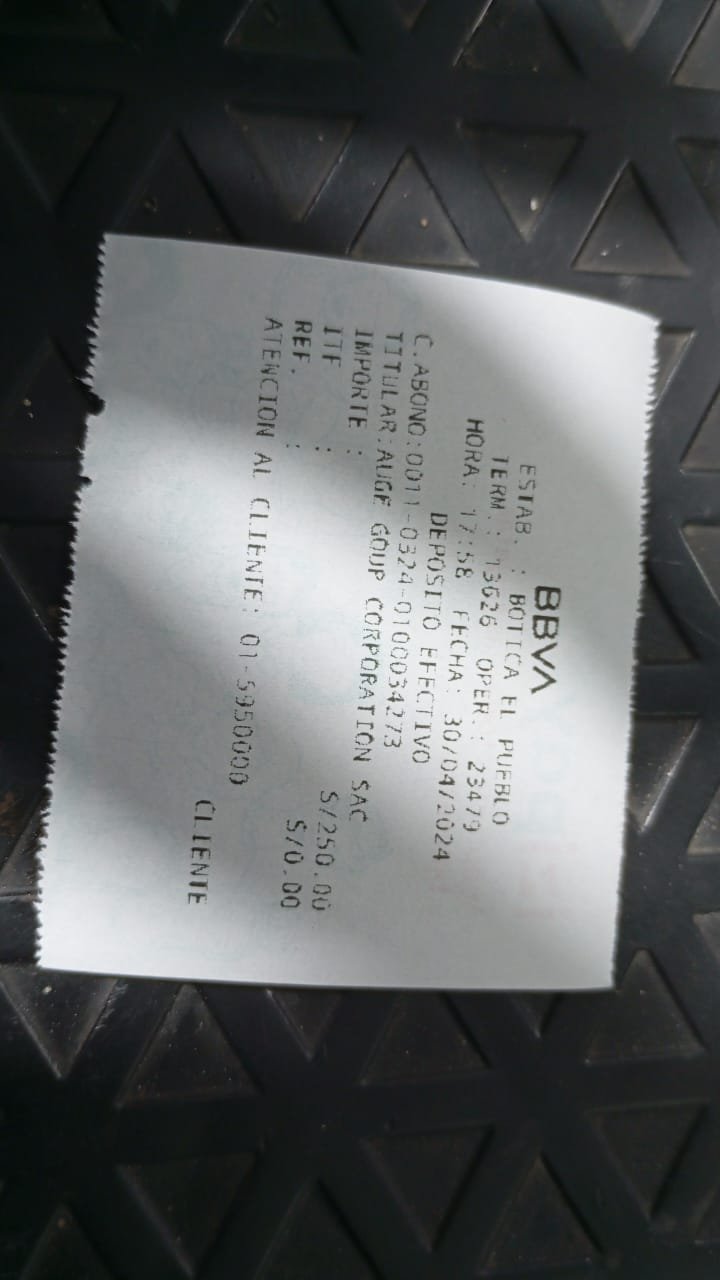 BBVA
ESTAB. : BOTICA EL PUEBLO
TERM. : 13626 OPER.: 23479
HORA: 17:58 FECHA: 30/04/2024
DEPOSITO EFECTIVO
C.ABONO:0011-0324-0100034273
TITULAR:AUGE GOUP CORPORATION SAC
IMPORTE : S/250.00
ITF : S/0.00
REF. :
ATENCION AL CLIENTE: 01-5950000
CLIENTE